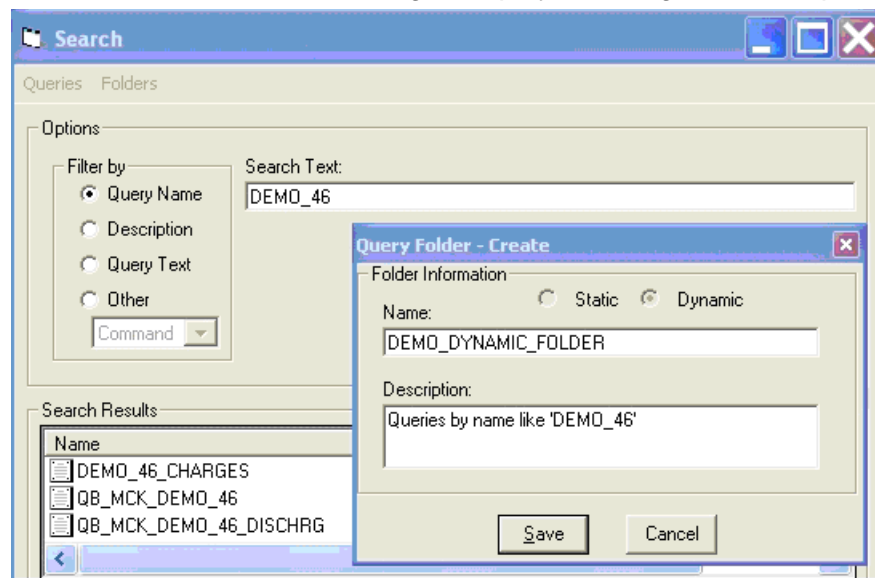 Search
Queries Folders
Options
Filter by
Query Name
Description
Query Text
Other
Command
Search Text:
DEMO_46
Query Folder - Create
Folder Information
Static Dynamic
Name:
DEMO_DYNAMIC_FOLDER
Description:
Queries by name like 'DEMO_46'
Save Cancel
Search Results
Name
DEMO_46_CHARGES
QB_MCK_DEMO_46
QB_MCK_DEMO_46_DISCHRG